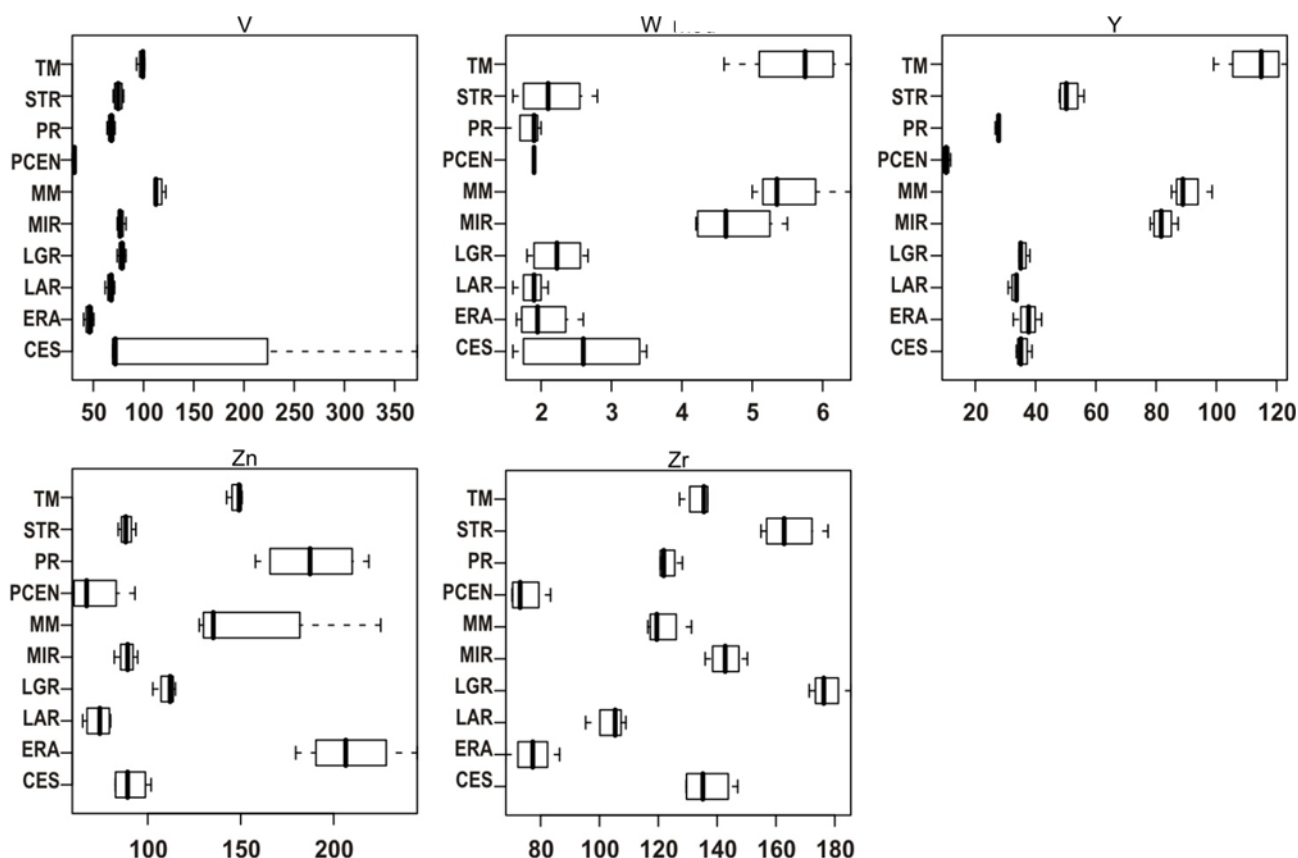 V
TM
STR
PR
PCEN
MM
MIR
LGR
LAR
ERA
CES
50 100 150 200 250 300 350
W
TM
STR
PR
PCEN
MM
MIR
LGR
LAR
ERA
CES
2 3 4 5 6
Y
TM
STR
PR
PCEN
MM
MIR
LGR
LAR
ERA
CES
20 40 60 80 100 120
Zn
TM
STR
PR
PCEN
MM
MIR
LGR
LAR
ERA
CES
100 150 200
Zr
TM
STR
PR
PCEN
MM
MIR
LGR
LAR
ERA
CES
80 100 120 140 160 180